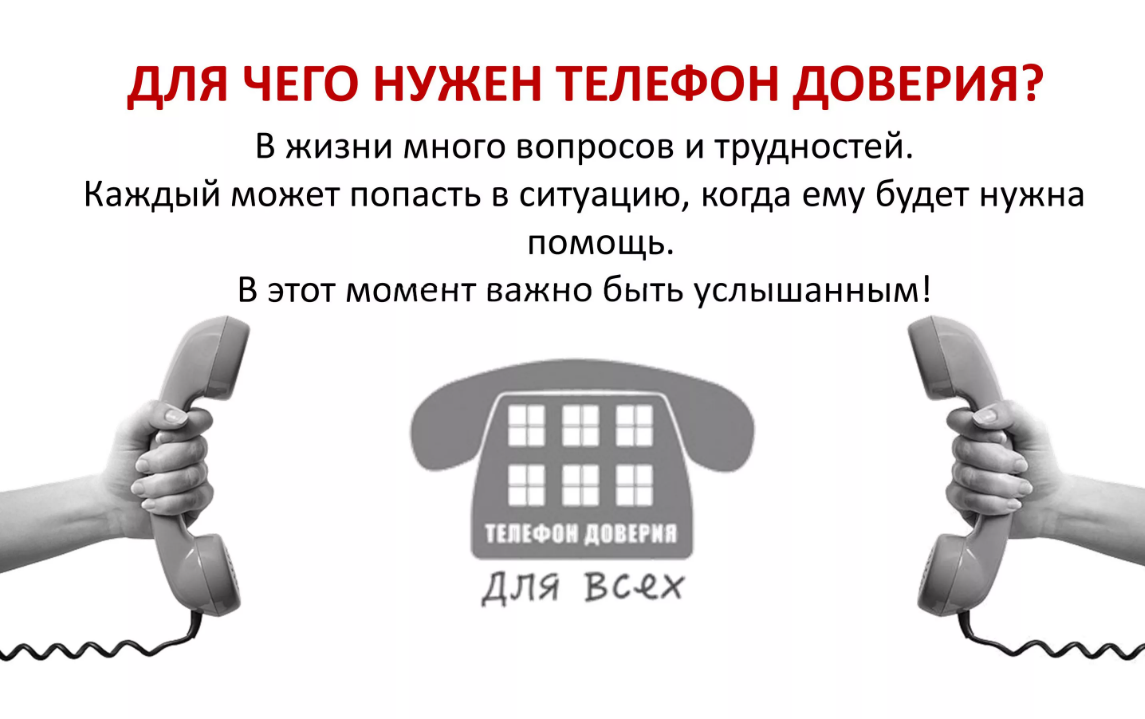 ДЛЯ ЧЕГО НУЖЕН ТЕЛЕФОН ДОВЕРИЯ?
В жизни много вопросов и трудностей.
Каждый может попасть в ситуацию, когда ему будет нужна
помощь.
В этот момент важно быть услышанным!
ТЕЛЕФОН ДОВЕРИЯ
для всех